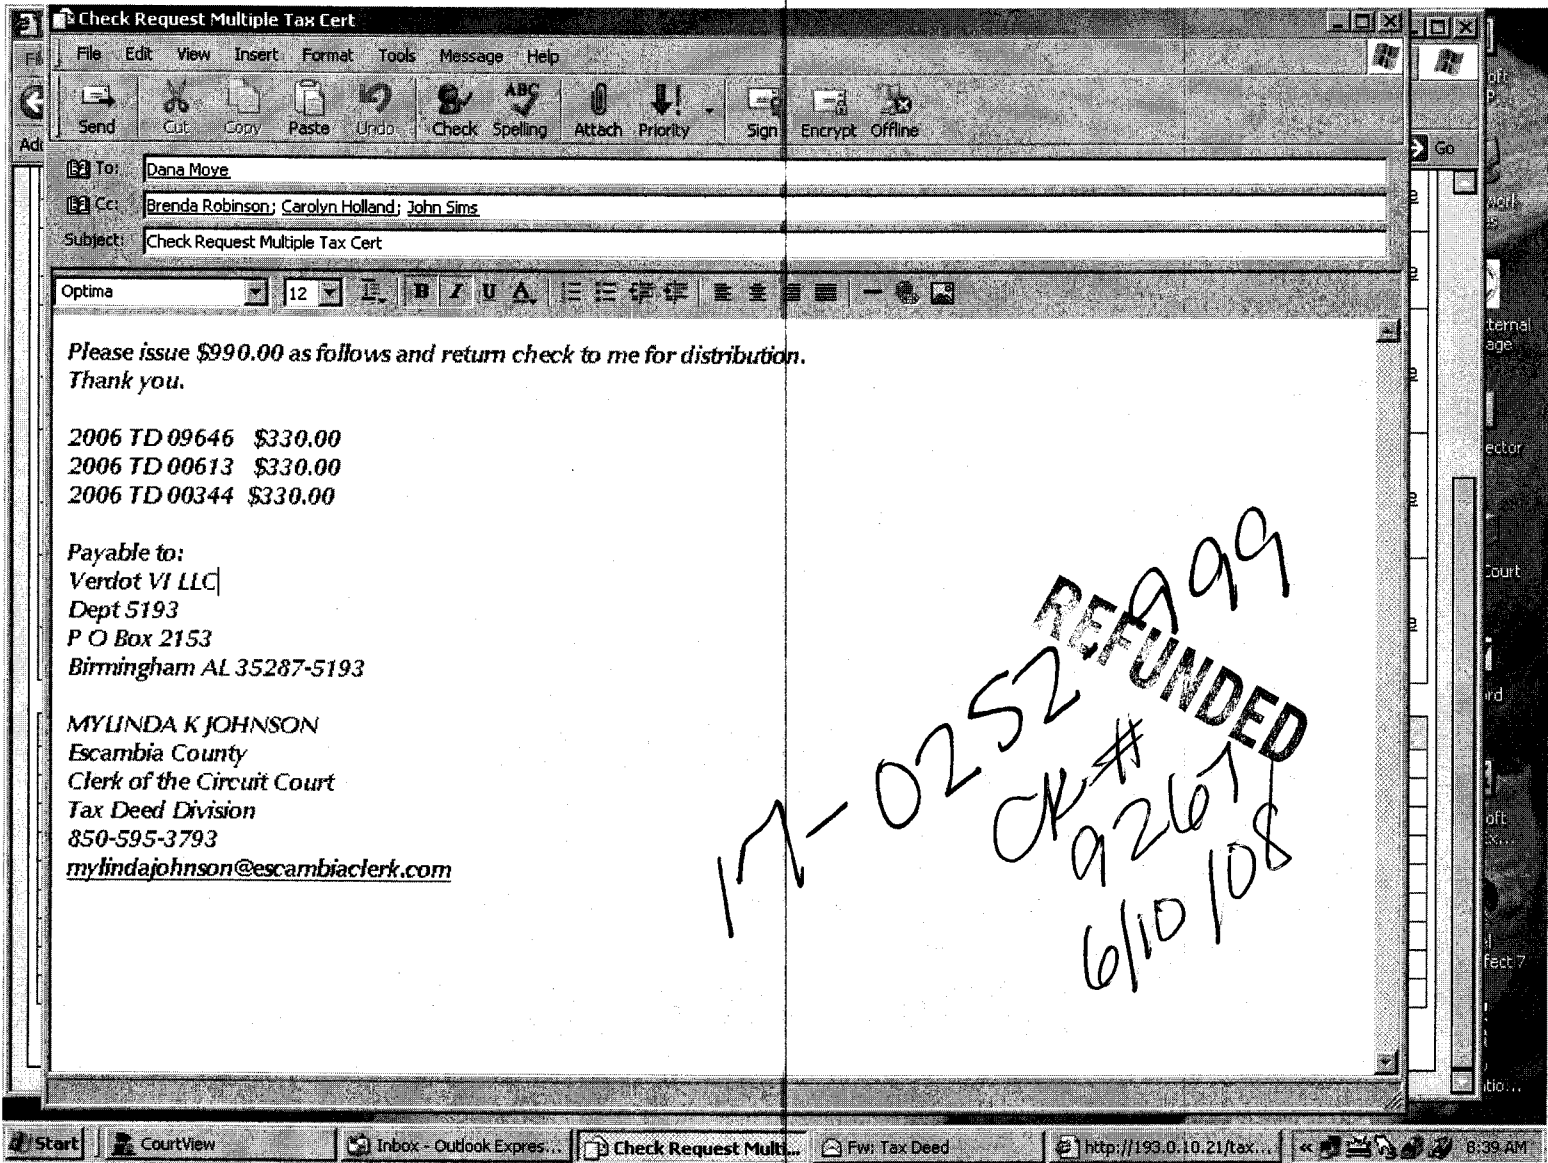 Check Request Multiple Tax Cert
File Edit View Insert Format Tools Message Help
Send Cut Copy Paste Undo Check Spelling Attach Priority Sign Encrypt Offline
To: Dana Moye
Cc: Brenda Robinson; Carolyn Holland; John Sims
Subject: Check Request Multiple Tax Cert
Go
Optima 12 B I U A
Please issue $990.00 as follows and return check to me for distribution.
Thank you.
2006 TD 09646 $330.00
2006 TD 00613 $330.00
2006 TD 00344 $330.00
Payable to:
Verdot VI LLC
Dept 5193
P O Box 2153
Birmingham AL 35287-5193
MYLINDA K JOHNSON
Escambia County
Clerk of the Circuit Court
Tax Deed Division
850-595-3793
mylindajohnson@escambiaclerk.com
REFUNDED
17-0252-999
CK#
9267
6/10/08
Start CourtView Inbox - Outlook Expres... Check Request Multi... Fw: Tax Deed http://193.0.10.21/tax... « 8:39 AM